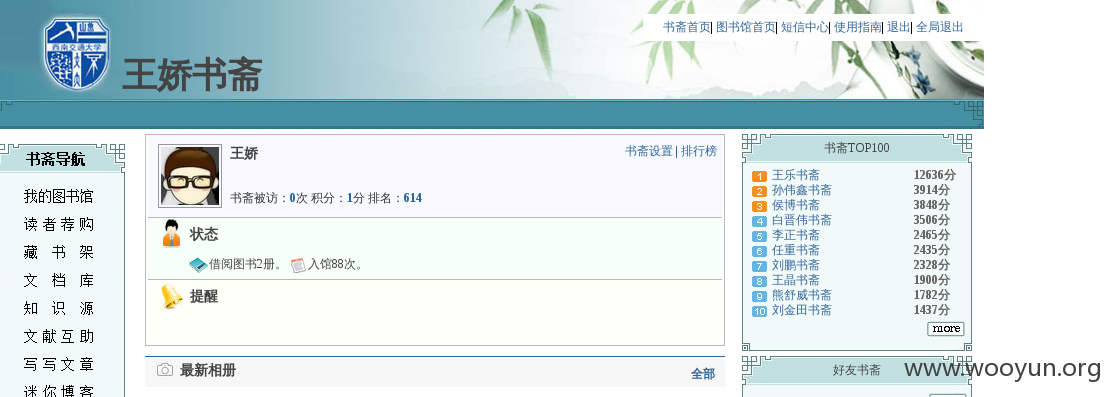 书斋首页| 图书馆首页| 短信中心| 使用指南| 退出| 全局退出
西南交通大学
王娇书斋
书斋导航
我的图书馆
读者荐购
藏书架
文档库
知识源
文献互助
写写文章
迷你博客
王娇
书斋设置| 排行榜
书斋被访：0次 积分：1分 排名：614
状态
借阅图书2册。 入馆88次。
提醒
最新相册
全部
书斋TOP100
1 王乐书斋 12636分
2 孙伟鑫书斋 3914分
3 侯博书斋 3848分
4 白晋伟书斋 3506分
5 李正书斋 2465分
6 任重书斋 2435分
7 刘鹏书斋 2328分
8 王晶书斋 1900分
9 熊舒威书斋 1782分
10 刘金田书斋 1437分
more
好友书斋
www.wooyun.org